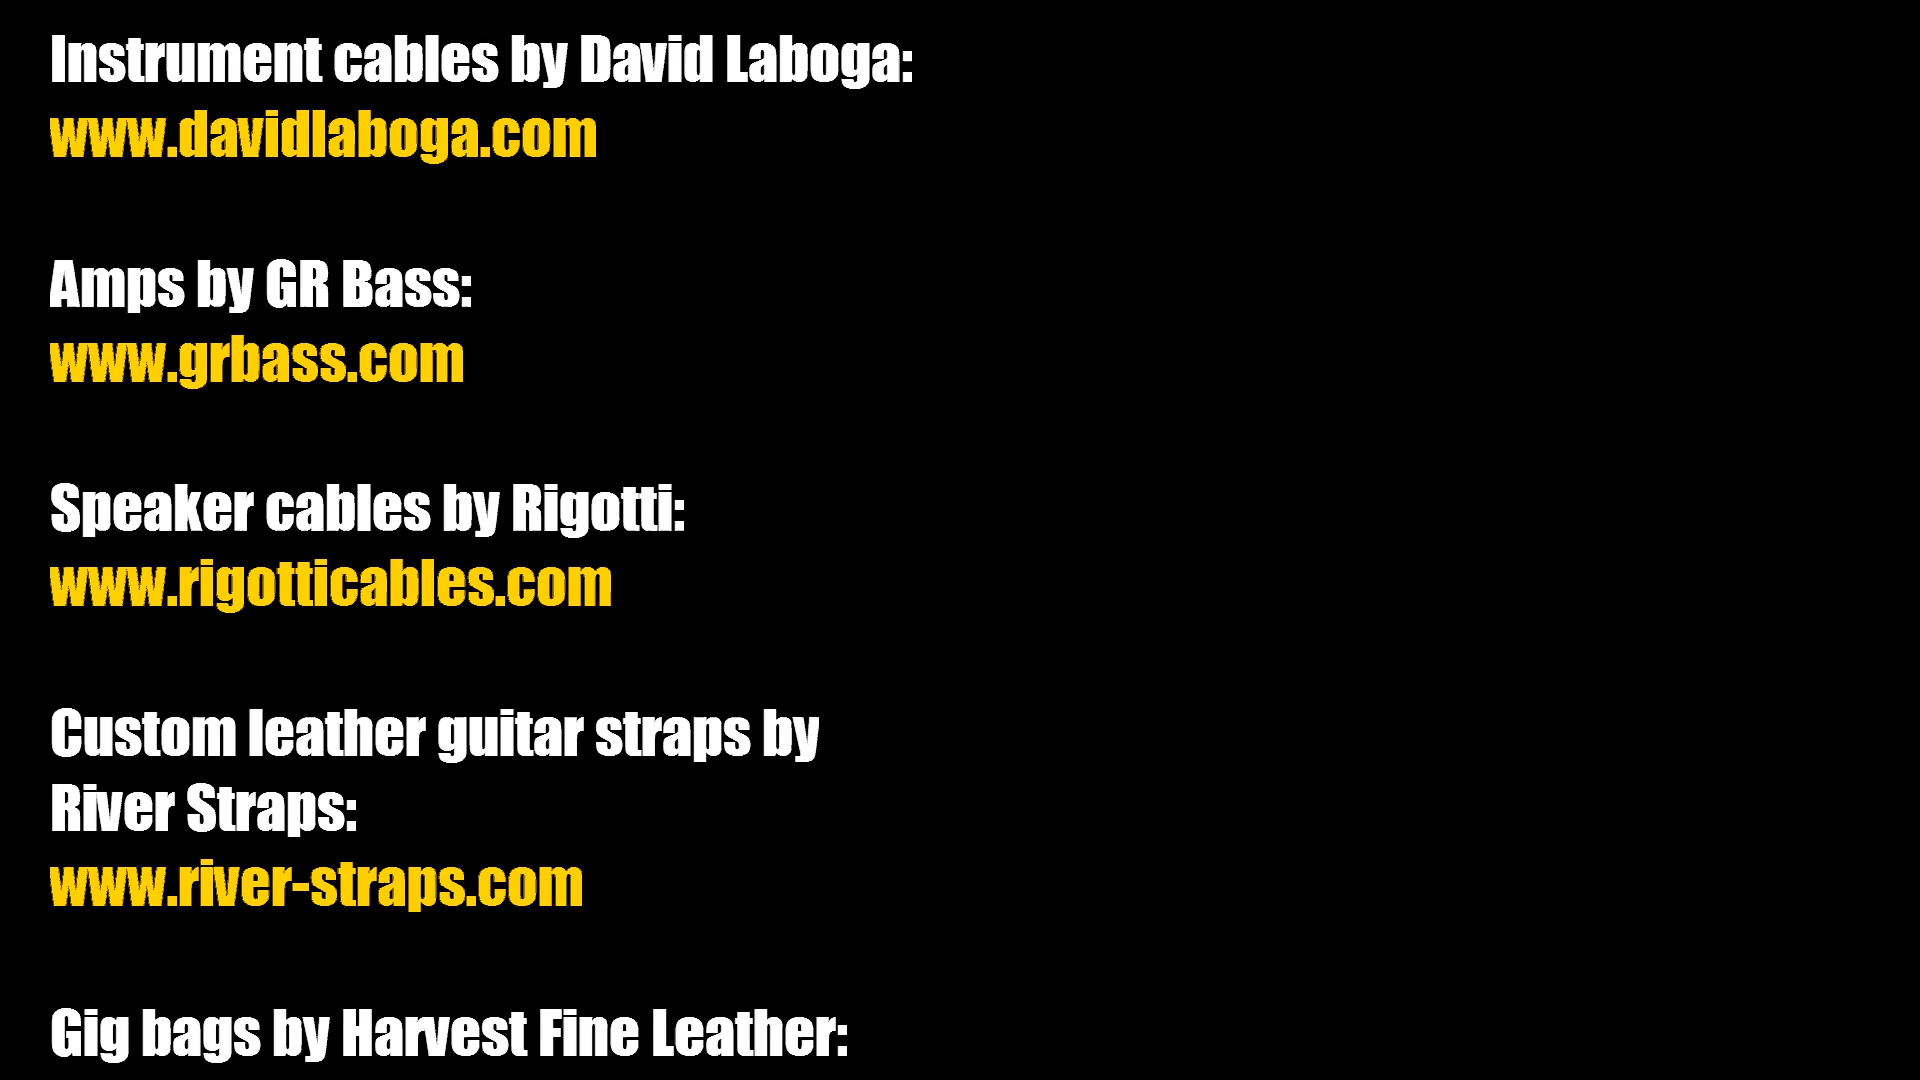 Instrument cables by David Laboga:
www.davidlaboga.com
Amps by GR Bass:
www.grbass.com
Speaker cables by Rigotti:
www.rigotticables.com
Custom leather guitar straps by
River Straps:
www.river-straps.com
Gig bags by Harvest Fine Leather: